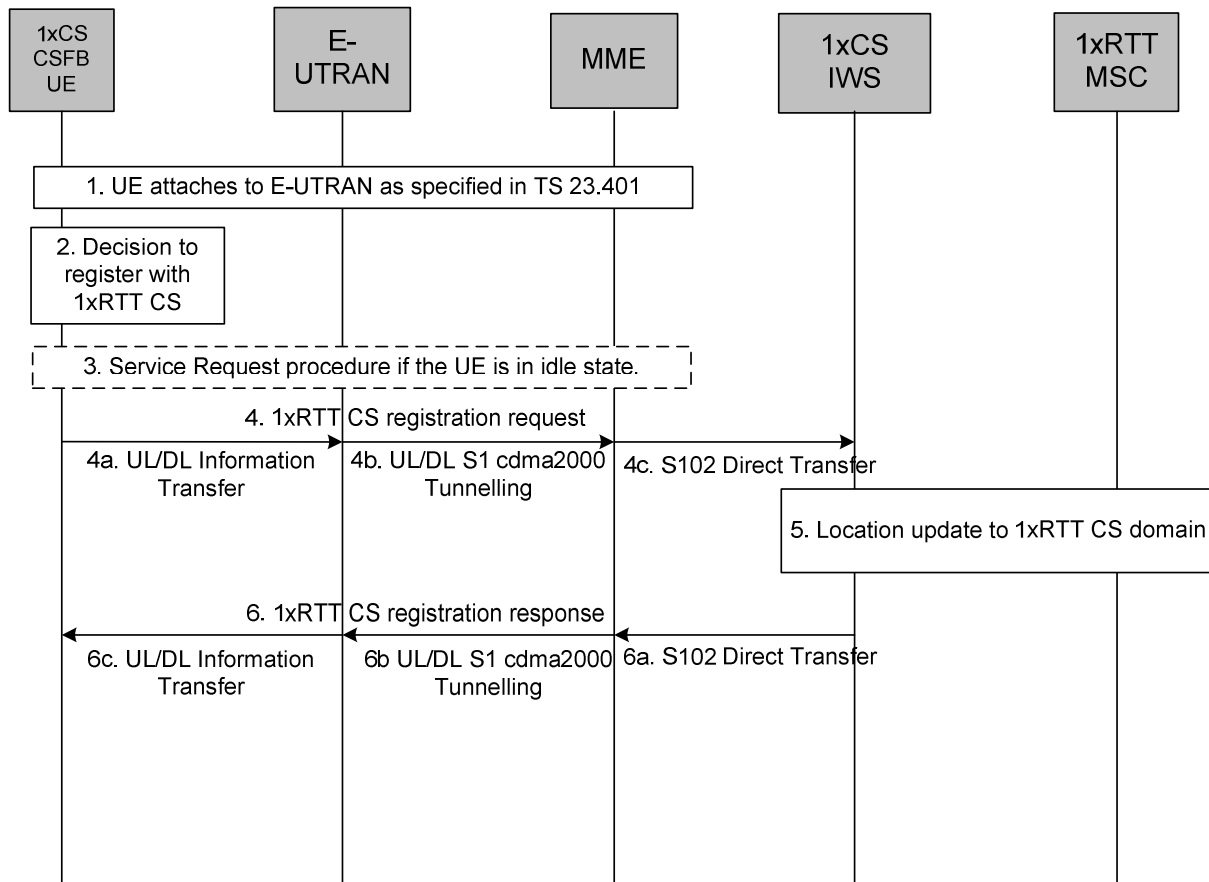 1xCS
CSFB
UE
E-
UTRAN
MME
1xCS
IWS
1xRTT
MSC
1. UE attaches to E-UTRAN as specified in TS 23.401
2. Decision to
register with
1xRTT CS
3. Service Request procedure if the UE is in idle state.
4. 1xRTT CS registration request
4a. UL/DL Information
Transfer
4b. UL/DL S1 cdma2000
Tunnelling
4c. S102 Direct Transfer
5. Location update to 1xRTT CS domain
6. 1xRTT CS registration response
6c. UL/DL Information
Transfer
6b UL/DL S1 cdma2000
Tunnelling
6a. S102 Direct Transfer